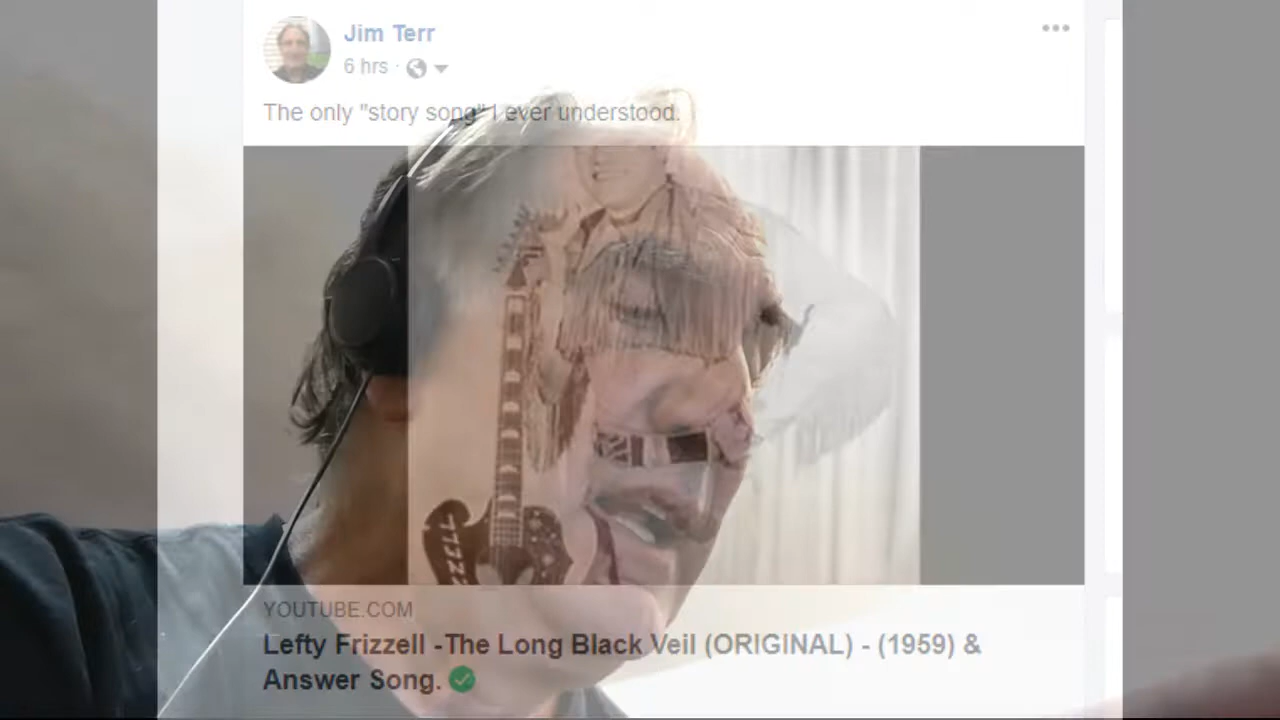 Jim Terr
6 hrs ·
The only "story song" I ever understood.
ZZELL
YOUTUBE.COM
Lefty Frizzell -The Long Black Veil (ORIGINAL) - (1959) &
Answer Song.